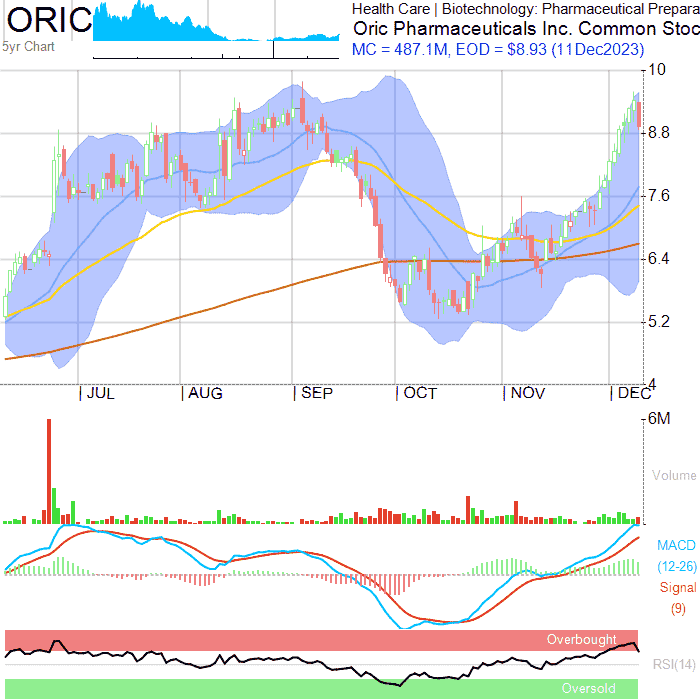 ORIC
5yr Chart
Health Care | Biotechnology: Pharmaceutical Prepara
Oric Pharmaceuticals Inc. Common Stoc
MC = 487.1M, EOD = $8.93 (11Dec2023)
10
8.8
7.6
6.4
5.2
4
JUL AUG SEP OCT NOV DEC
6M
Volume
MACD
(12-26)
Signal
(9)
Overbought
RSI(14)
Oversold